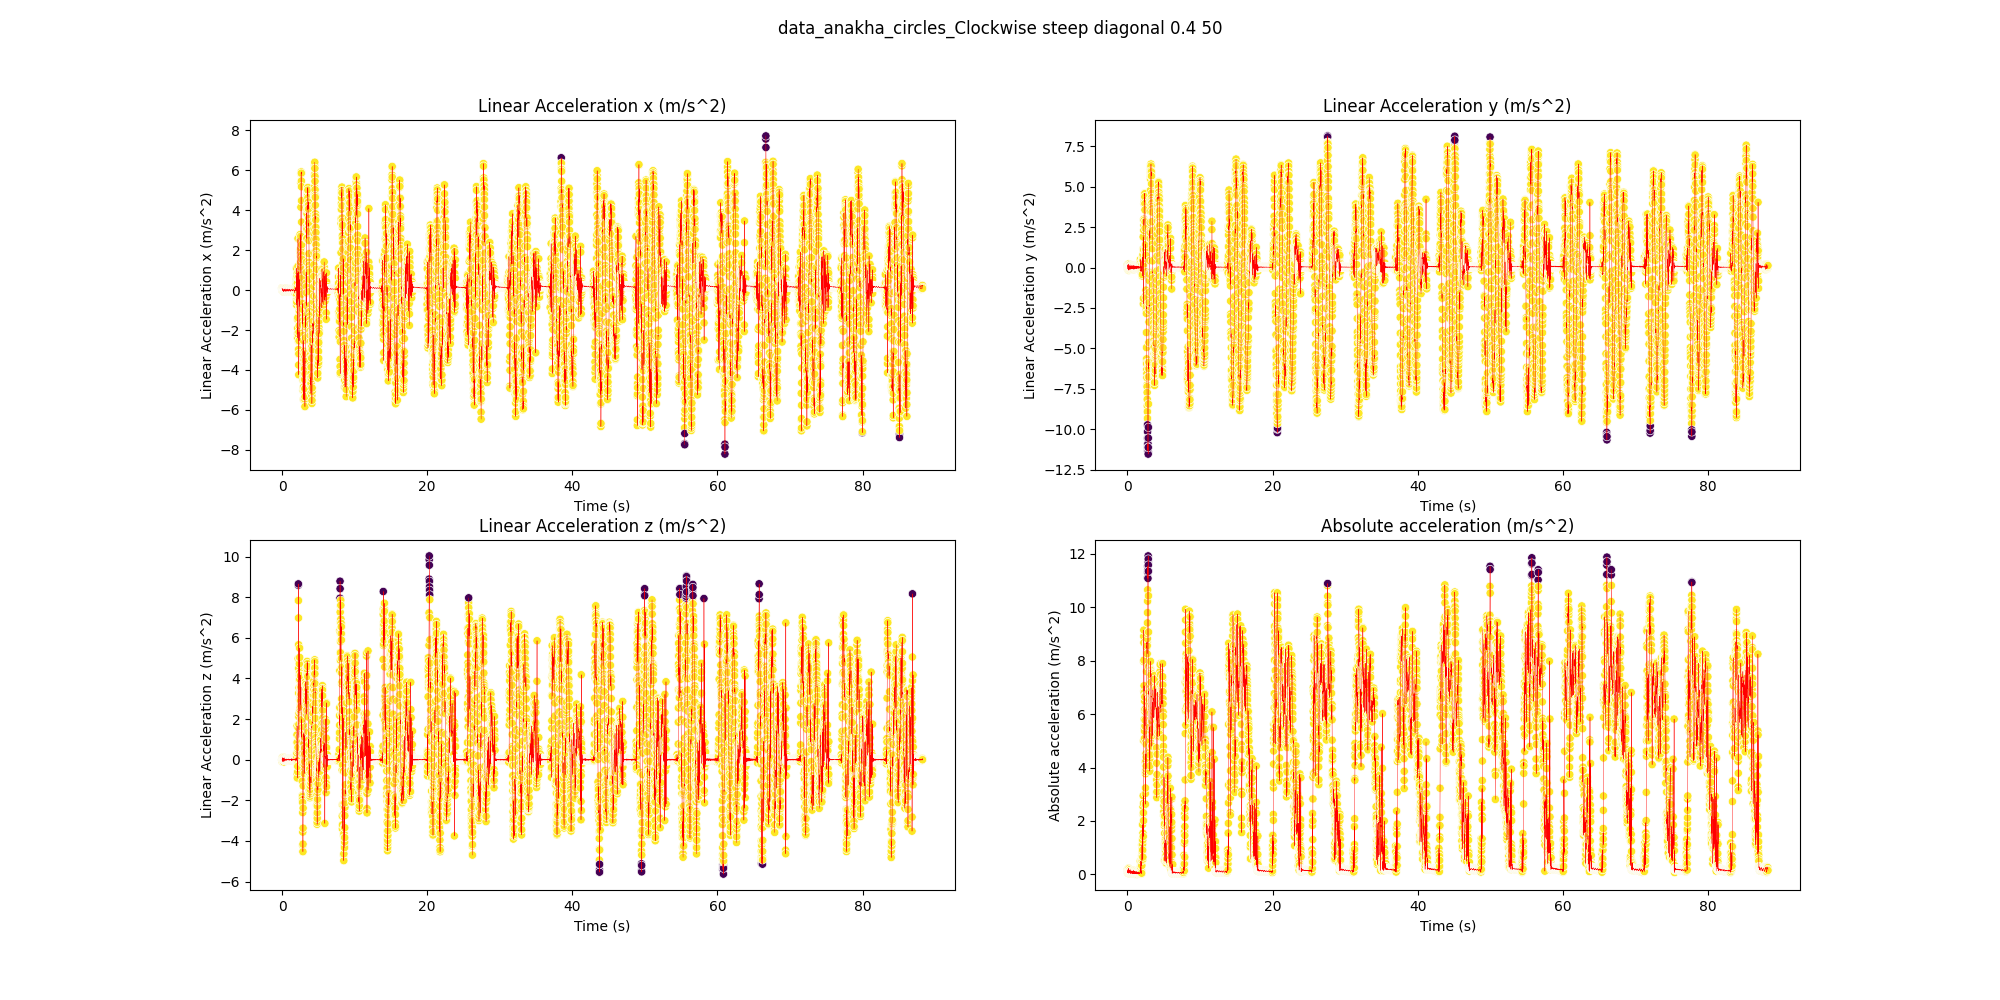 data_anakha_circles_Clockwise steep diagonal 0.4 50
Linear Acceleration x (m/s^2)
Linear Acceleration x (m/s^2)
8
6
4
2
0
−2
−4
−6
−8
0 20 40 60 80
Time (s)
Linear Acceleration y (m/s^2)
Linear Acceleration y (m/s^2)
7.5
5.0
2.5
0.0
−2.5
−5.0
−7.5
−10.0
−12.5
0 20 40 60 80
Time (s)
Linear Acceleration z (m/s^2)
Linear Acceleration z (m/s^2)
10
8
6
4
2
0
−2
−4
−6
0 20 40 60 80
Time (s)
Absolute acceleration (m/s^2)
Absolute acceleration (m/s^2)
12
10
8
6
4
2
0
0 20 40 60 80
Time (s)